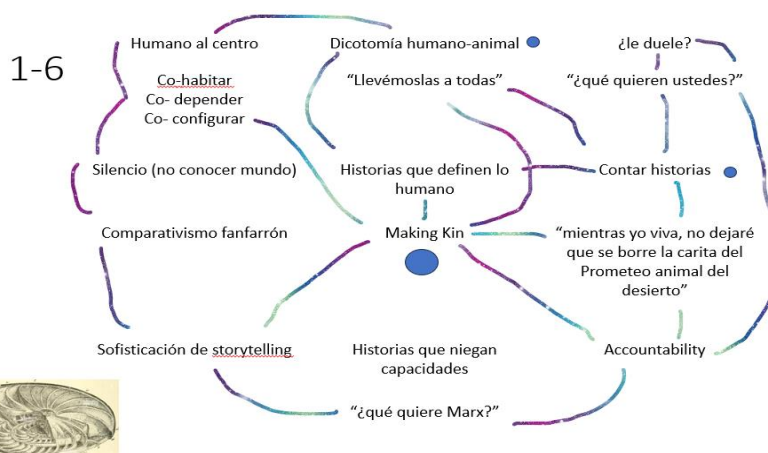 1-6
Humano al centro
Dicotomía humano-animal
¿le duele?
Co-habitar
Co- depender
Co- configurar
“Llevémoslas a todas”
“¿qué quieren ustedes?”
Silencio (no conocer mundo)
Historias que definen lo
humano
Contar historias
Comparativismo fanfarrón
Making Kin
“mientras yo viva, no dejaré
que se borre la carita del
Prometeo animal del
desierto”
Sofisticación de storytelling
Historias que niegan
capacidades
Accountability
“¿qué quiere Marx?”